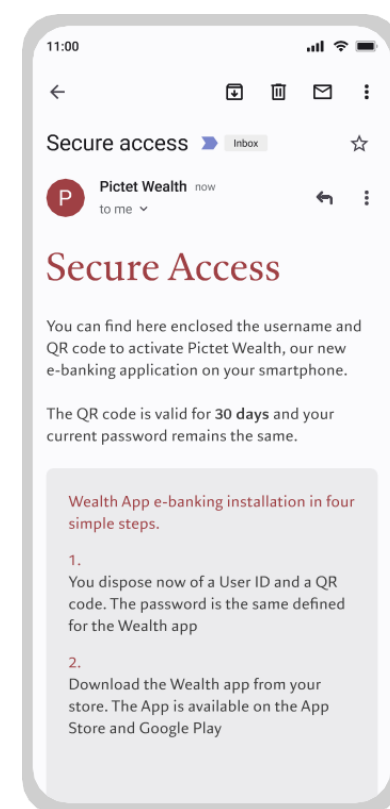 11:00
Secure access Inbox
P
Pictet Wealth now
to me
Secure Access
You can find here enclosed the username and
QR code to activate Pictet Wealth, our new
e-banking application on your smartphone.
The QR code is valid for 30 days and your
current password remains the same.
Wealth App e-banking installation in four
simple steps.
1.
You dispose now of a User ID and a QR
code. The password is the same defined
for the Wealth app
2.
Download the Wealth app from your
store. The App is available on the App
Store and Google Play